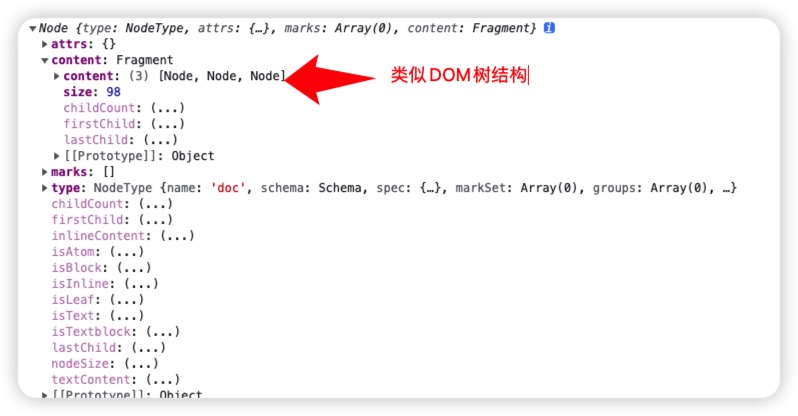 ▼Node {type: NodeType, attrs: {…}, marks: Array(0), content: Fragment} i
▶attrs: {}
▼content: Fragment
▶content: (3) [Node, Node, Node]
类似DOM树结构
size: 98
childCount: (...)
firstChild: (...)
lastChild: (...)
▶[[Prototype]]: Object
▶marks: []
▶type: NodeType {name: 'doc', schema: Schema, spec: {…}, markSet: Array(0), groups: Array(0), …}
childCount: (...)
firstChild: (...)
inlineContent: (...)
isAtom: (...)
isBlock: (...)
isInline: (...)
isLeaf: (...)
isText: (...)
isTextblock: (...)
lastChild: (...)
nodeSize: (...)
textContent: (...)
▶[[Prototype]]: Object